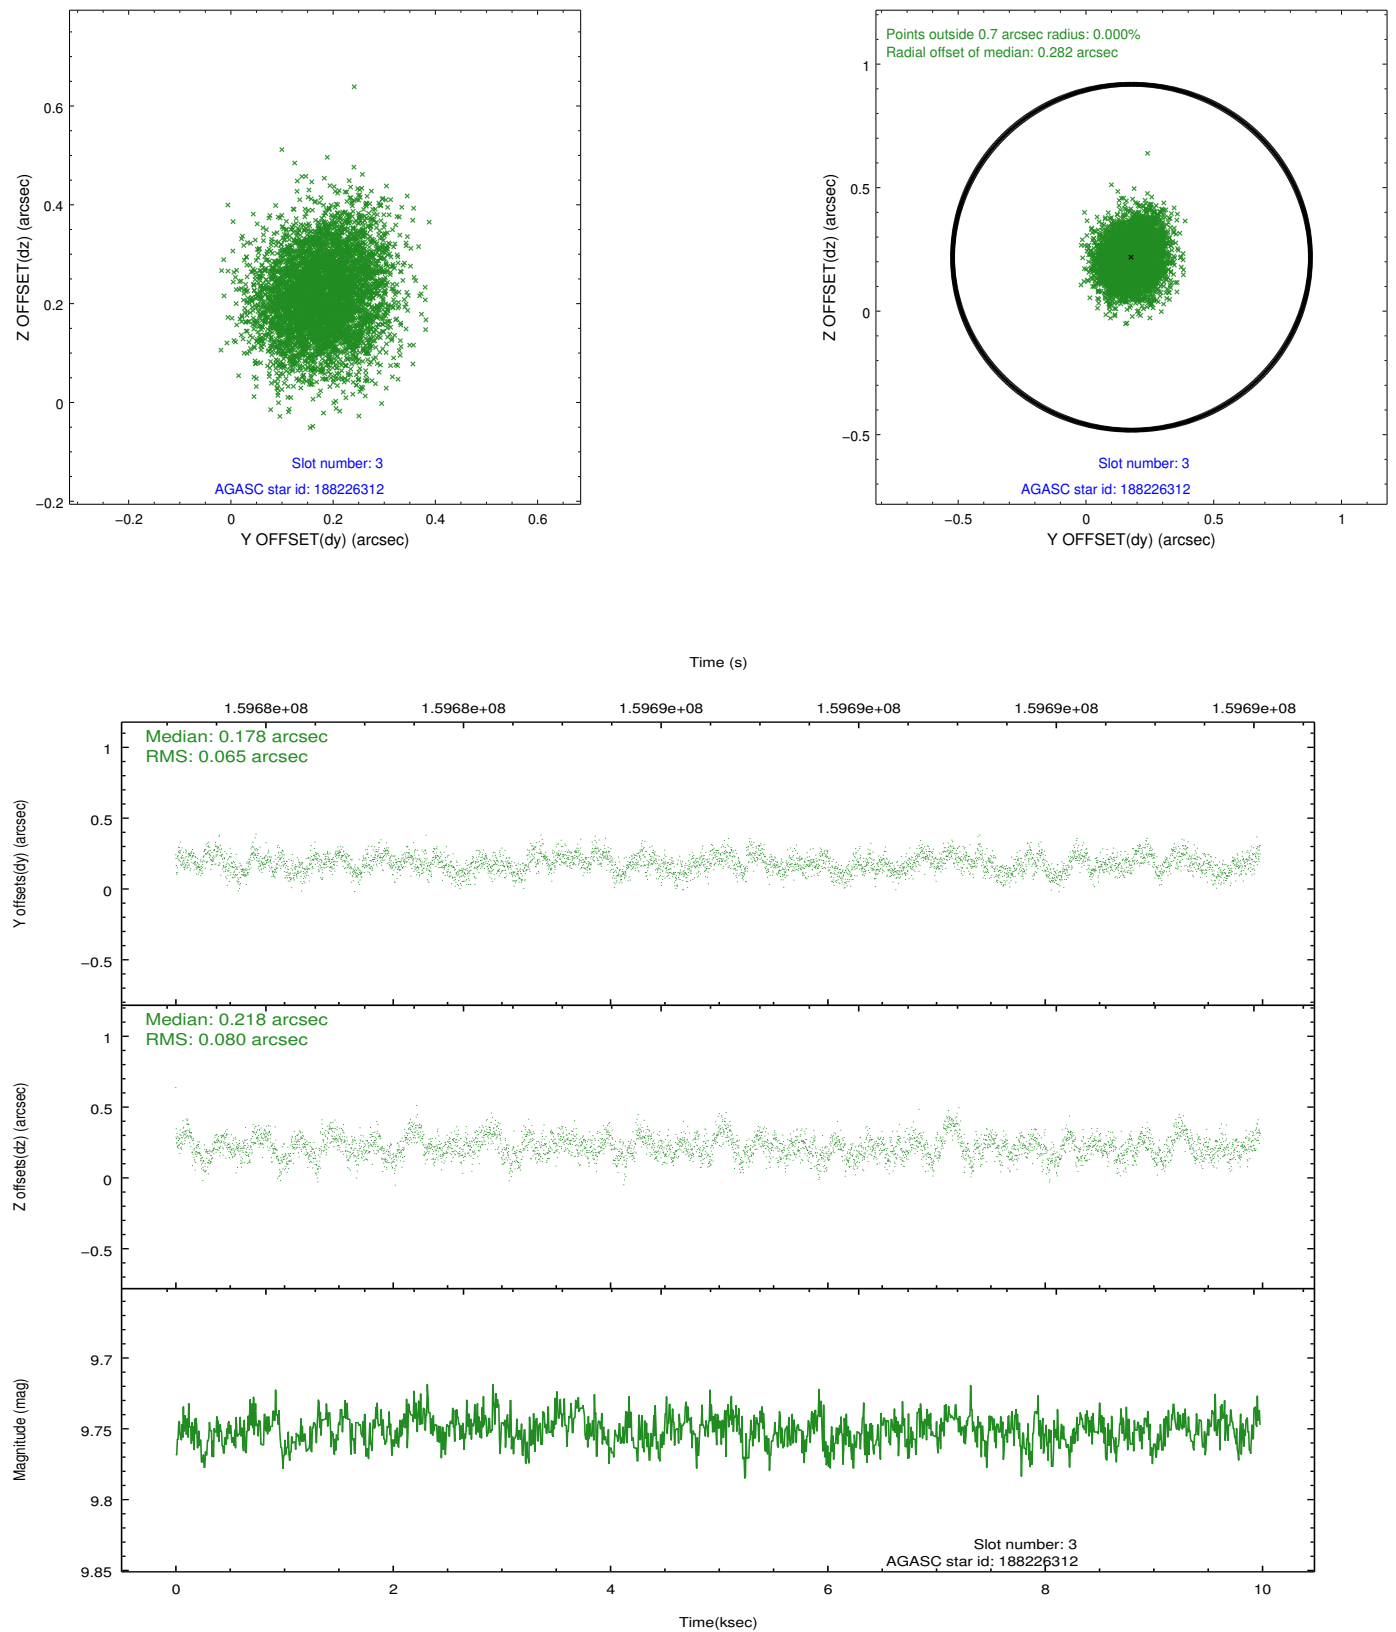 0.6
0.4
0.2
0
−0.2
−0.2
0
0.2
0.4
0.6
Z OFFSET(dz) (arcsec)
Y OFFSET(dy) (arcsec)
Slot number: 3
AGASC star id: 188226312
Points outside 0.7 arcsec radius: 0.000%
Radial offset of median: 0.282 arcsec
1
0.5
0
−0.5
−0.5
0
0.5
1
Z OFFSET(dz) (arcsec)
Y OFFSET(dy) (arcsec)
Slot number: 3
AGASC star id: 188226312
Time (s)
1.5968e+08 1.5968e+08 1.5969e+08 1.5969e+08 1.5969e+08 1.5969e+08
Median: 0.178 arcsec
RMS: 0.065 arcsec
1
0.5
0
−0.5
Y offsets(dy) (arcsec)
Median: 0.218 arcsec
RMS: 0.080 arcsec
1
0.5
0
−0.5
Z offsets(dz) (arcsec)
9.7
9.75
9.8
9.85
Magnitude (mag)
Slot number: 3
AGASC star id: 188226312
0 2 4 6 8 10
Time(ksec)